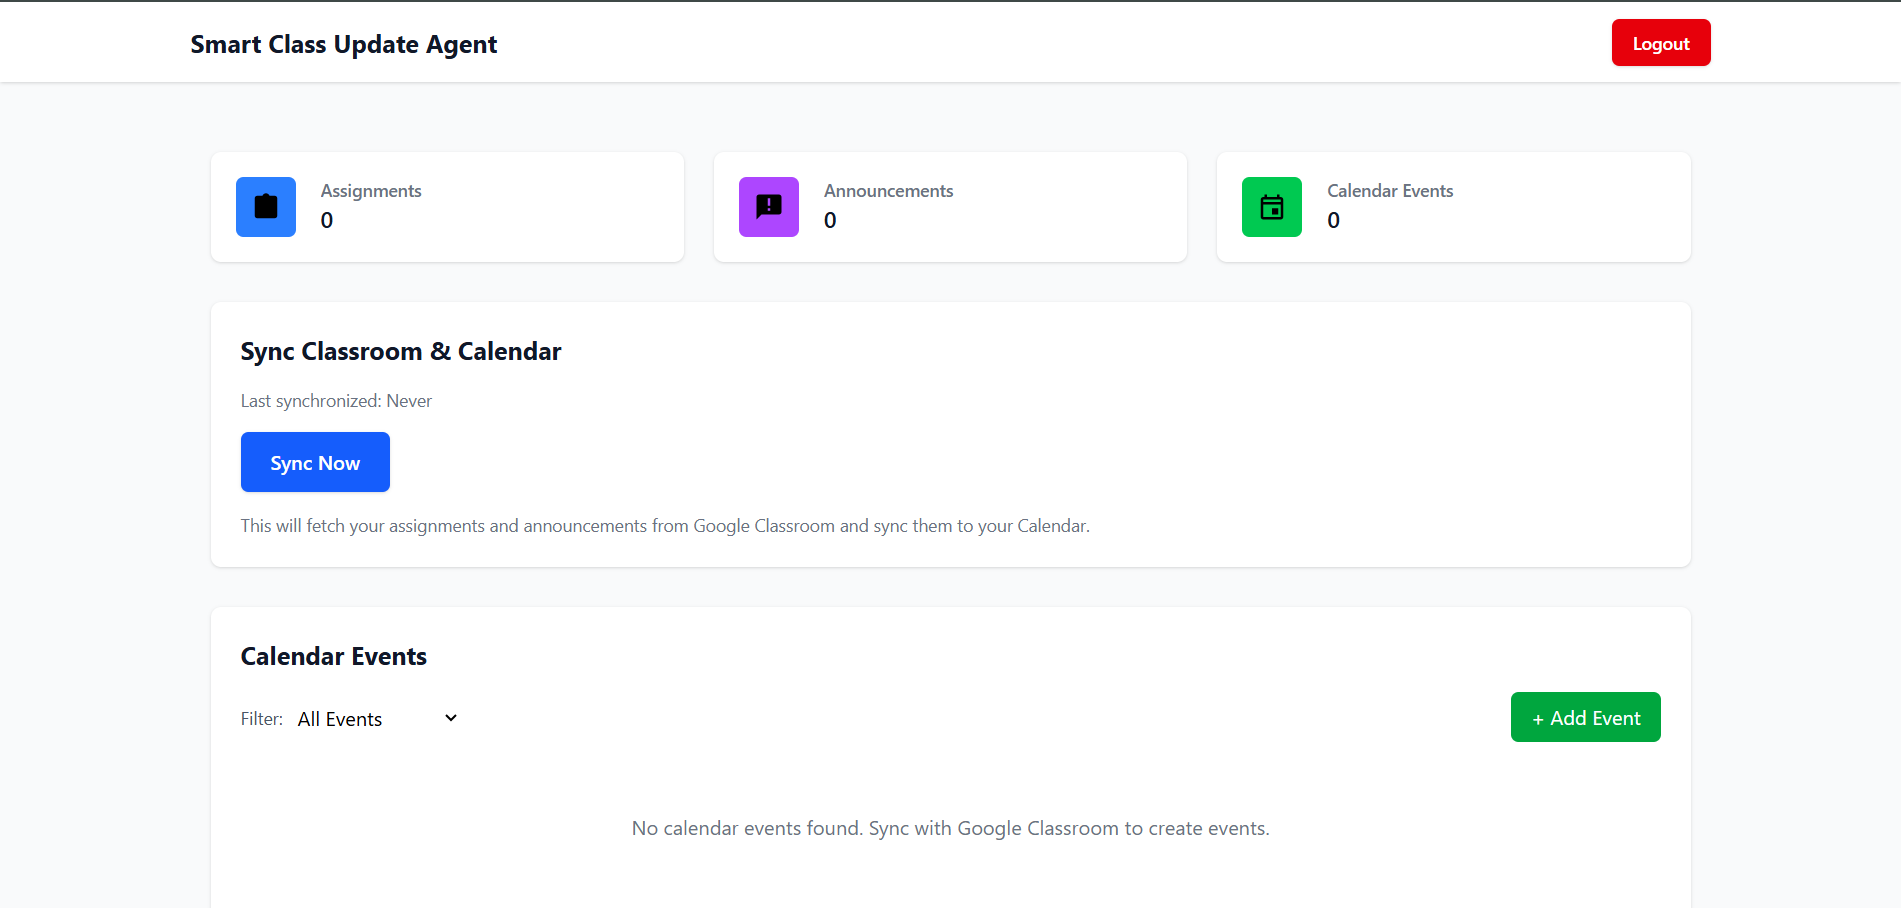 Smart Class Update Agent
Logout
Assignments
0
Announcements
0
Calendar Events
0
Sync Classroom & Calendar
Last synchronized: Never
Sync Now
This will fetch your assignments and announcements from Google Classroom and sync them to your Calendar.
Calendar Events
Filter: All Events
+ Add Event
No calendar events found. Sync with Google Classroom to create events.